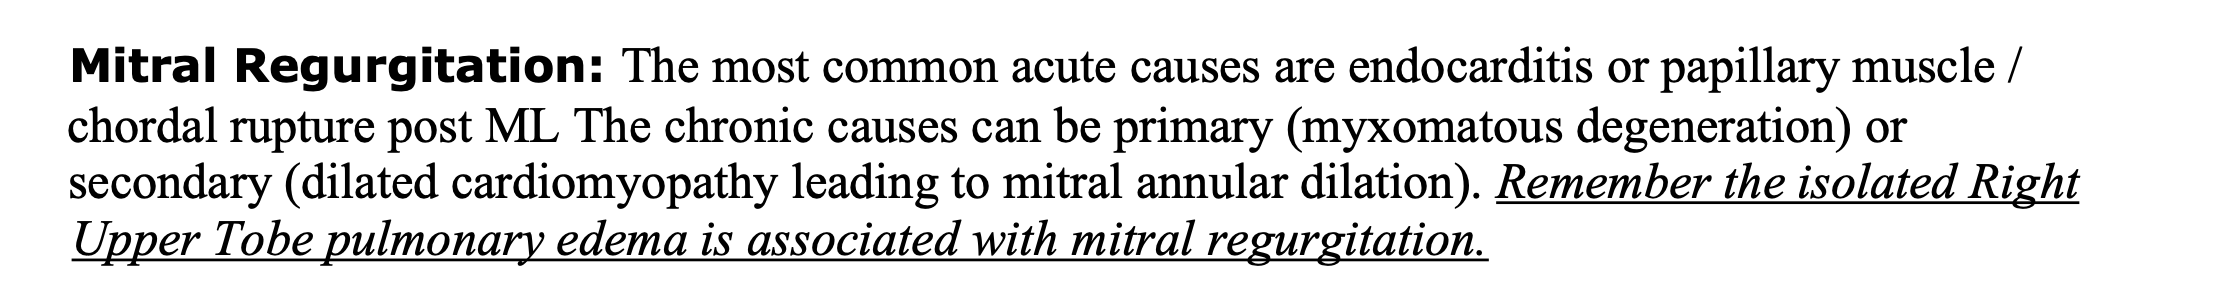 Mitral Regurgitation: The most common acute causes are endocarditis or papillary muscle /
chordal rupture post ML The chronic causes can be primary (myxomatous degeneration) or
secondary (dilated cardiomyopathy leading to mitral annular dilation). Remember the isolated Right
Upper Tobe pulmonary edema is associated with mitral regurgitation.